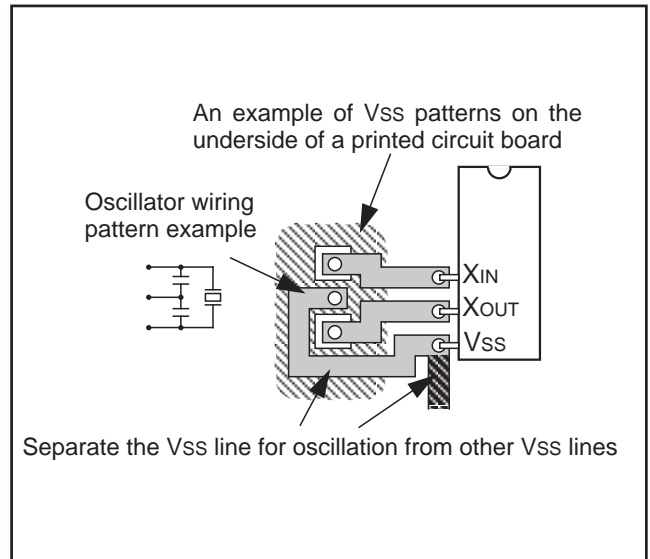 An example of VSS patterns on the
underside of a printed circuit board
Oscillator wiring
pattern example
XIN
XOUT
VSS
Separate the VSS line for oscillation from other VSS lines